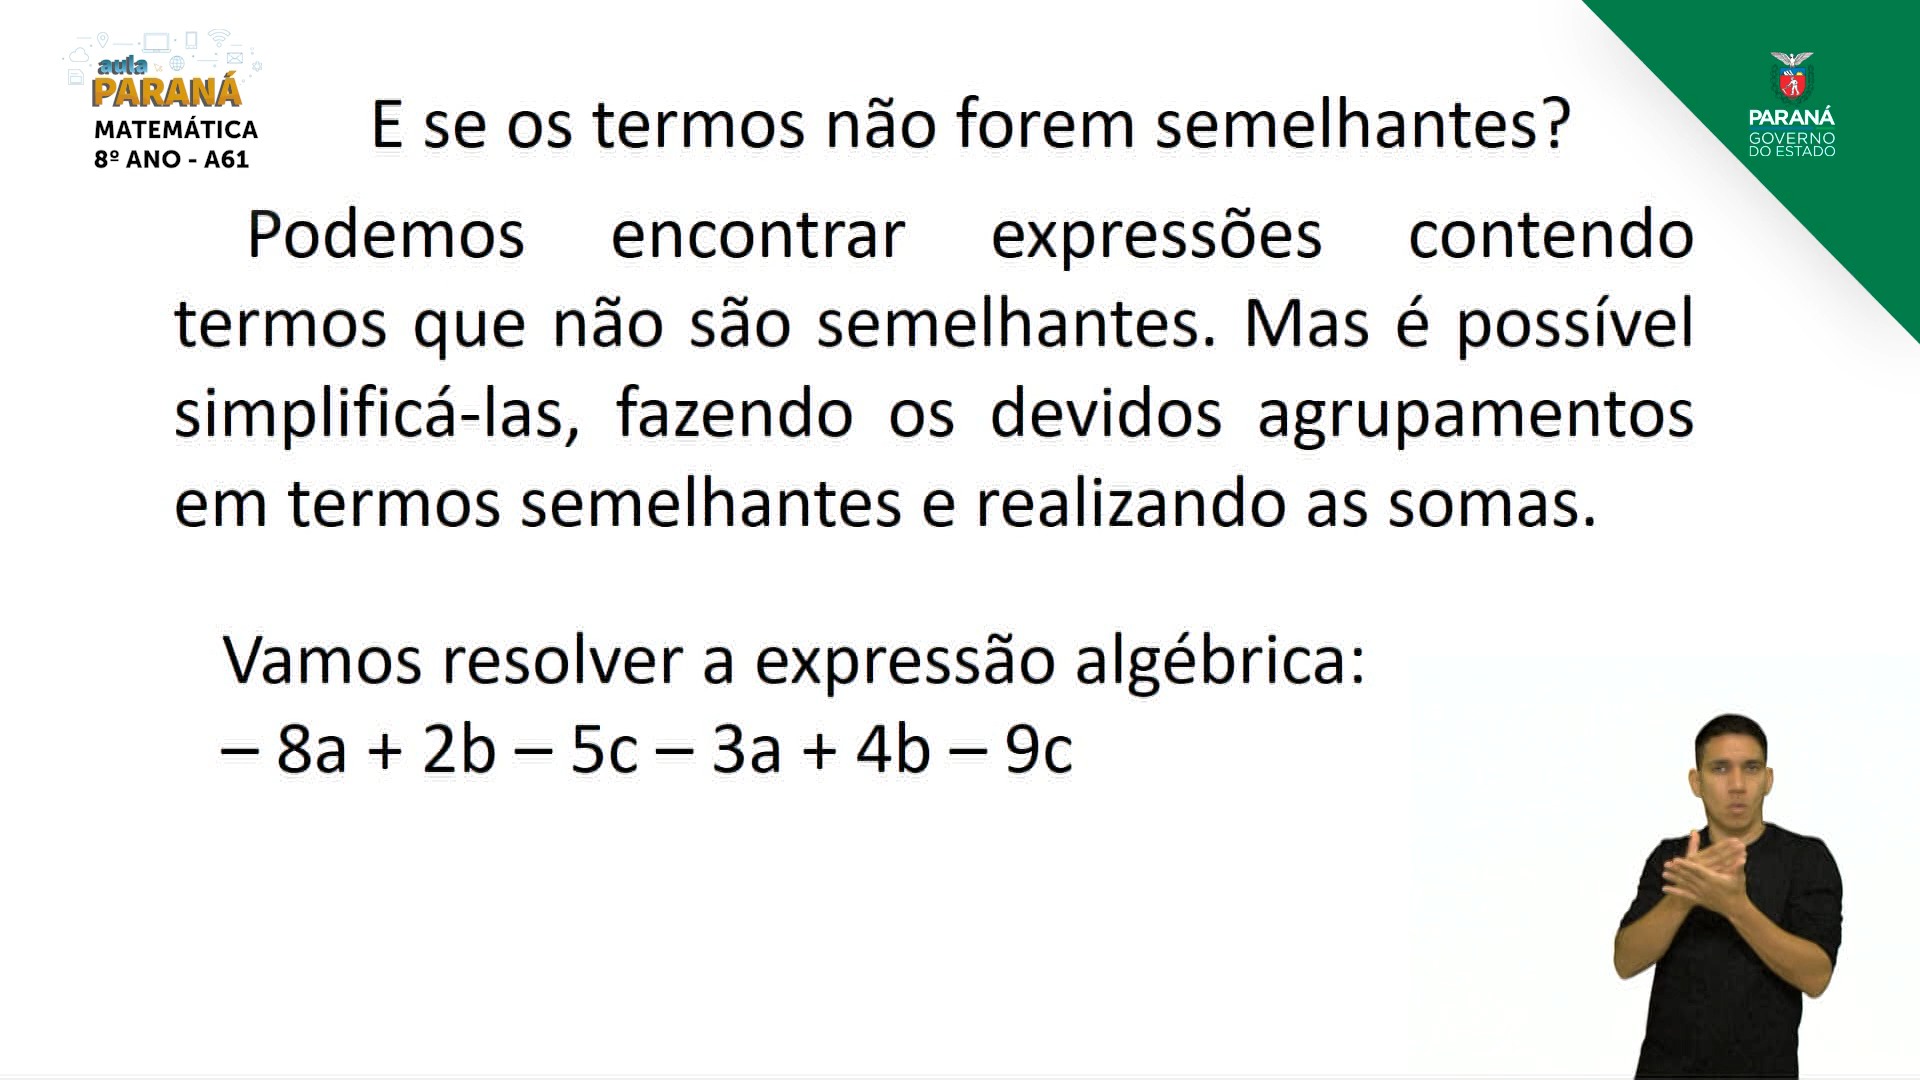 aula
PARANÁ
MATEMÁTICA
8º ANO - A61
PARANÁ
GOVERNO
DO ESTADO
E se os termos não forem semelhantes?
Podemos encontrar expressões contendo
termos que não são semelhantes. Mas é possível
simplificá-las, fazendo os devidos agrupamentos
em termos semelhantes e realizando as somas.
Vamos resolver a expressão algébrica:
– 8a + 2b – 5c – 3a + 4b – 9c